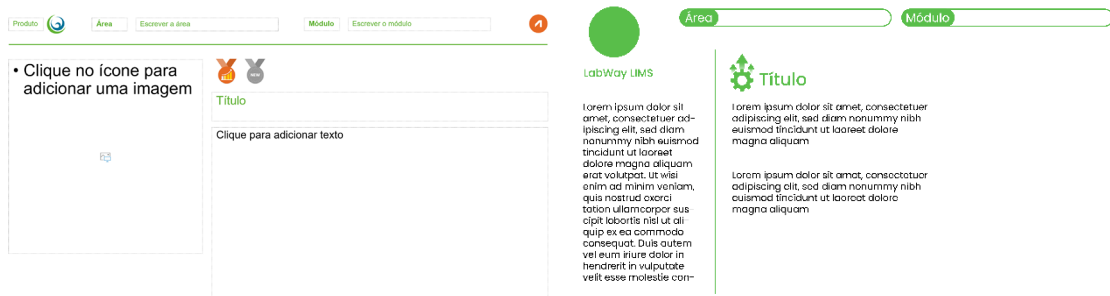 Produto
Área
Escrever a área
Módulo
Escrever o módulo
• Clique no ícone para
adicionar uma imagem
Título
Clique para adicionar texto
Área
Módulo
LabWay LIMS
Lorem ipsum dolor sit
amet, consectetuer ad-
ipiscing elit, sed diam
nonummy nibh euismod
tincidunt ut laoreet
dolore magna aliquam
erat volutpat. Ut wisi
enim ad minim veniam,
quis nostrud exerci
tation ullamcorper sus-
cipit lobortis nisl ut ali-
quip ex ea commodo
consequat. Duis autem
vel eum iriure dolor in
hendrerit in vulputate
velit esse molestie con-
Título
Lorem ipsum dolor sit amet, consectetuer
adipiscing elit, sed diam nonummy nibh
euismod tincidunt ut laoreet dolore
magna aliquam
Lorem ipsum dolor sit amet, consectetuer
adipiscing elit, sed diam nonummy nibh
euismod tincidunt ut laoreet dolore
magna aliquam